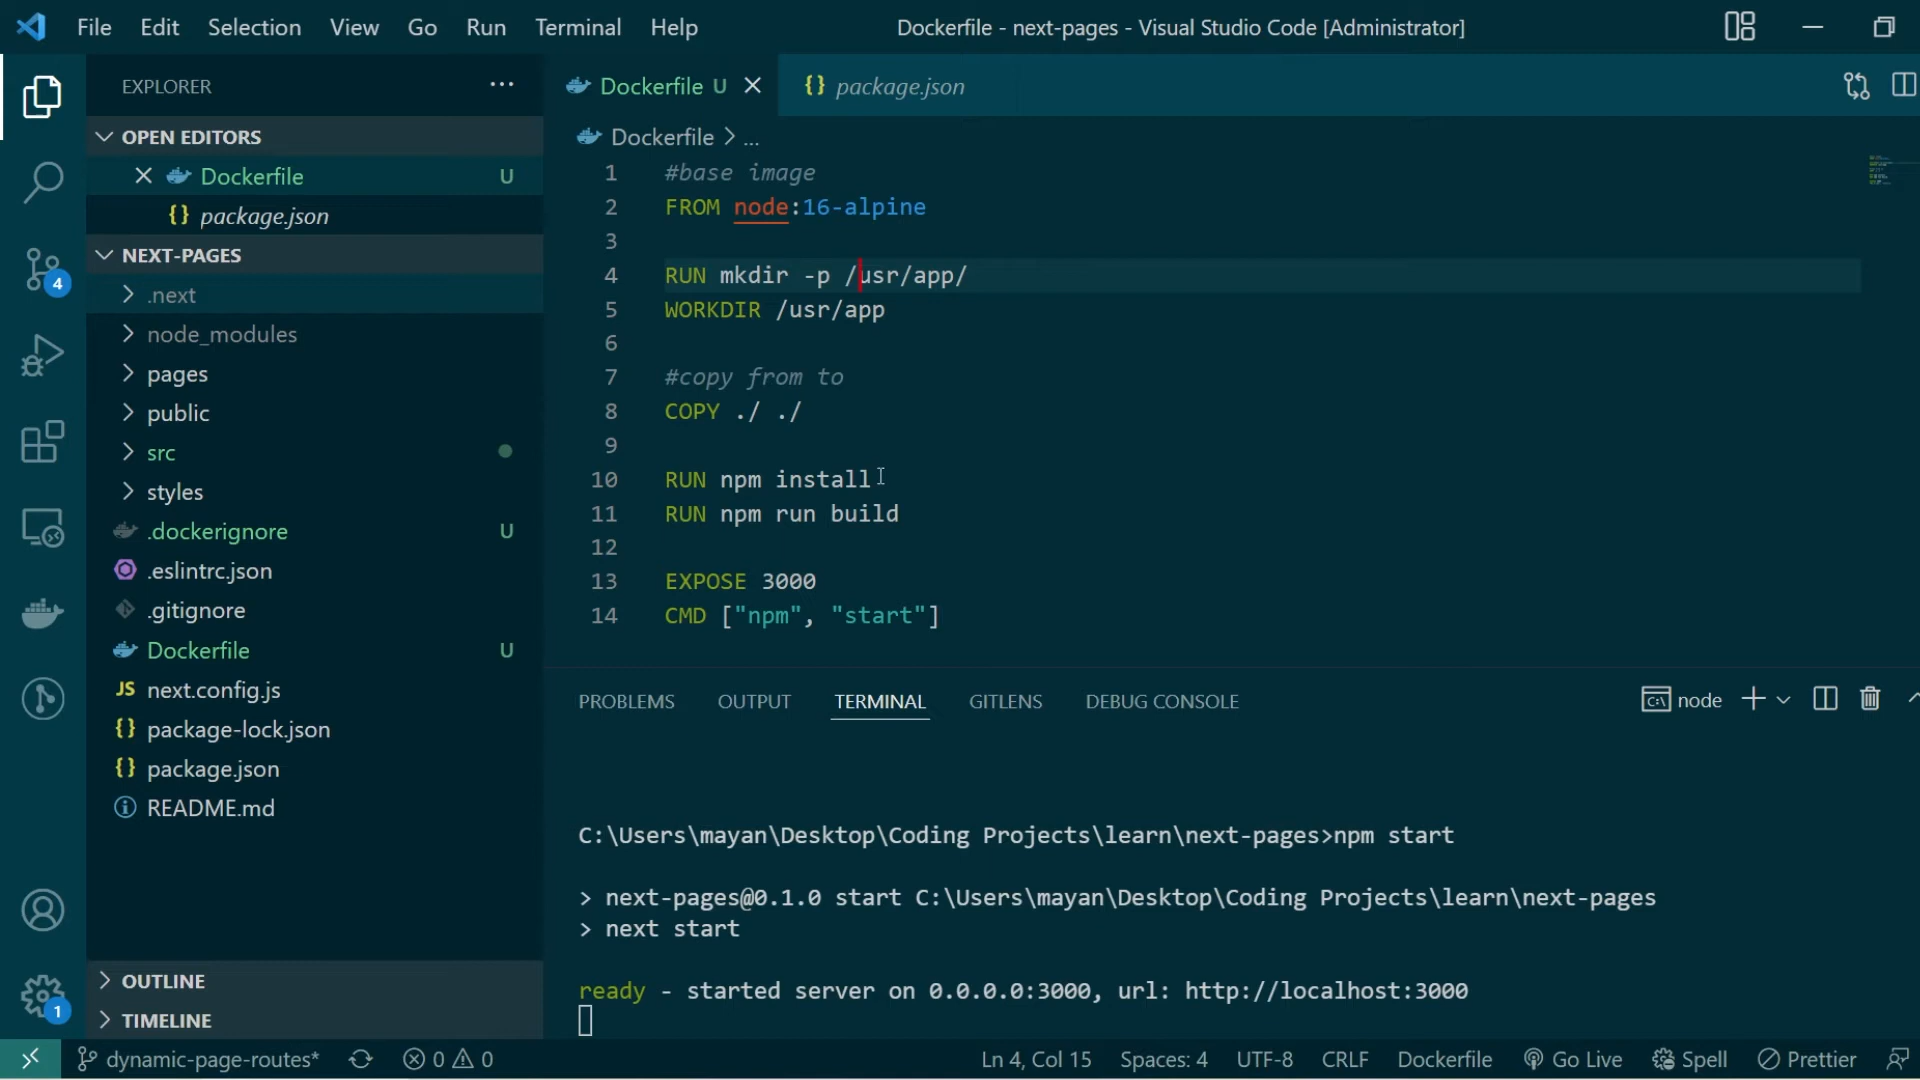 File Edit Selection View Go Run Terminal Help
Dockerfile - next-pages - Visual Studio Code [Administrator]
EXPLORER
OPEN EDITORS
Dockerfile U
{} package.json
NEXT-PAGES
.next
node_modules
pages
public
src
styles
.dockerignore U
.eslintrc.json
.gitignore
Dockerfile U
JS next.config.js
{} package-lock.json
{} package.json
README.md
OUTLINE
TIMELINE
4
1
Dockerfile U
{} package.json
Dockerfile > ...
1 #base image
2 FROM node:16-alpine
3
4 RUN mkdir -p /usr/app/
5 WORKDIR /usr/app
6
7 #copy from to
8 COPY ./ ./
9
10 RUN npm install
11 RUN npm run build
12
13 EXPOSE 3000
14 CMD ["npm", "start"]
PROBLEMS OUTPUT TERMINAL GITLENS DEBUG CONSOLE
node
C:\Users\mayan\Desktop\Coding Projects\learn\next-pages>npm start
> next-pages@0.1.0 start C:\Users\mayan\Desktop\Coding Projects\learn\next-pages
> next start
ready - started server on 0.0.0.0:3000, url: http://localhost:3000
dynamic-page-routes* 0 0 Ln 4, Col 15 Spaces: 4 UTF-8 CRLF Dockerfile Go Live Spell Prettier